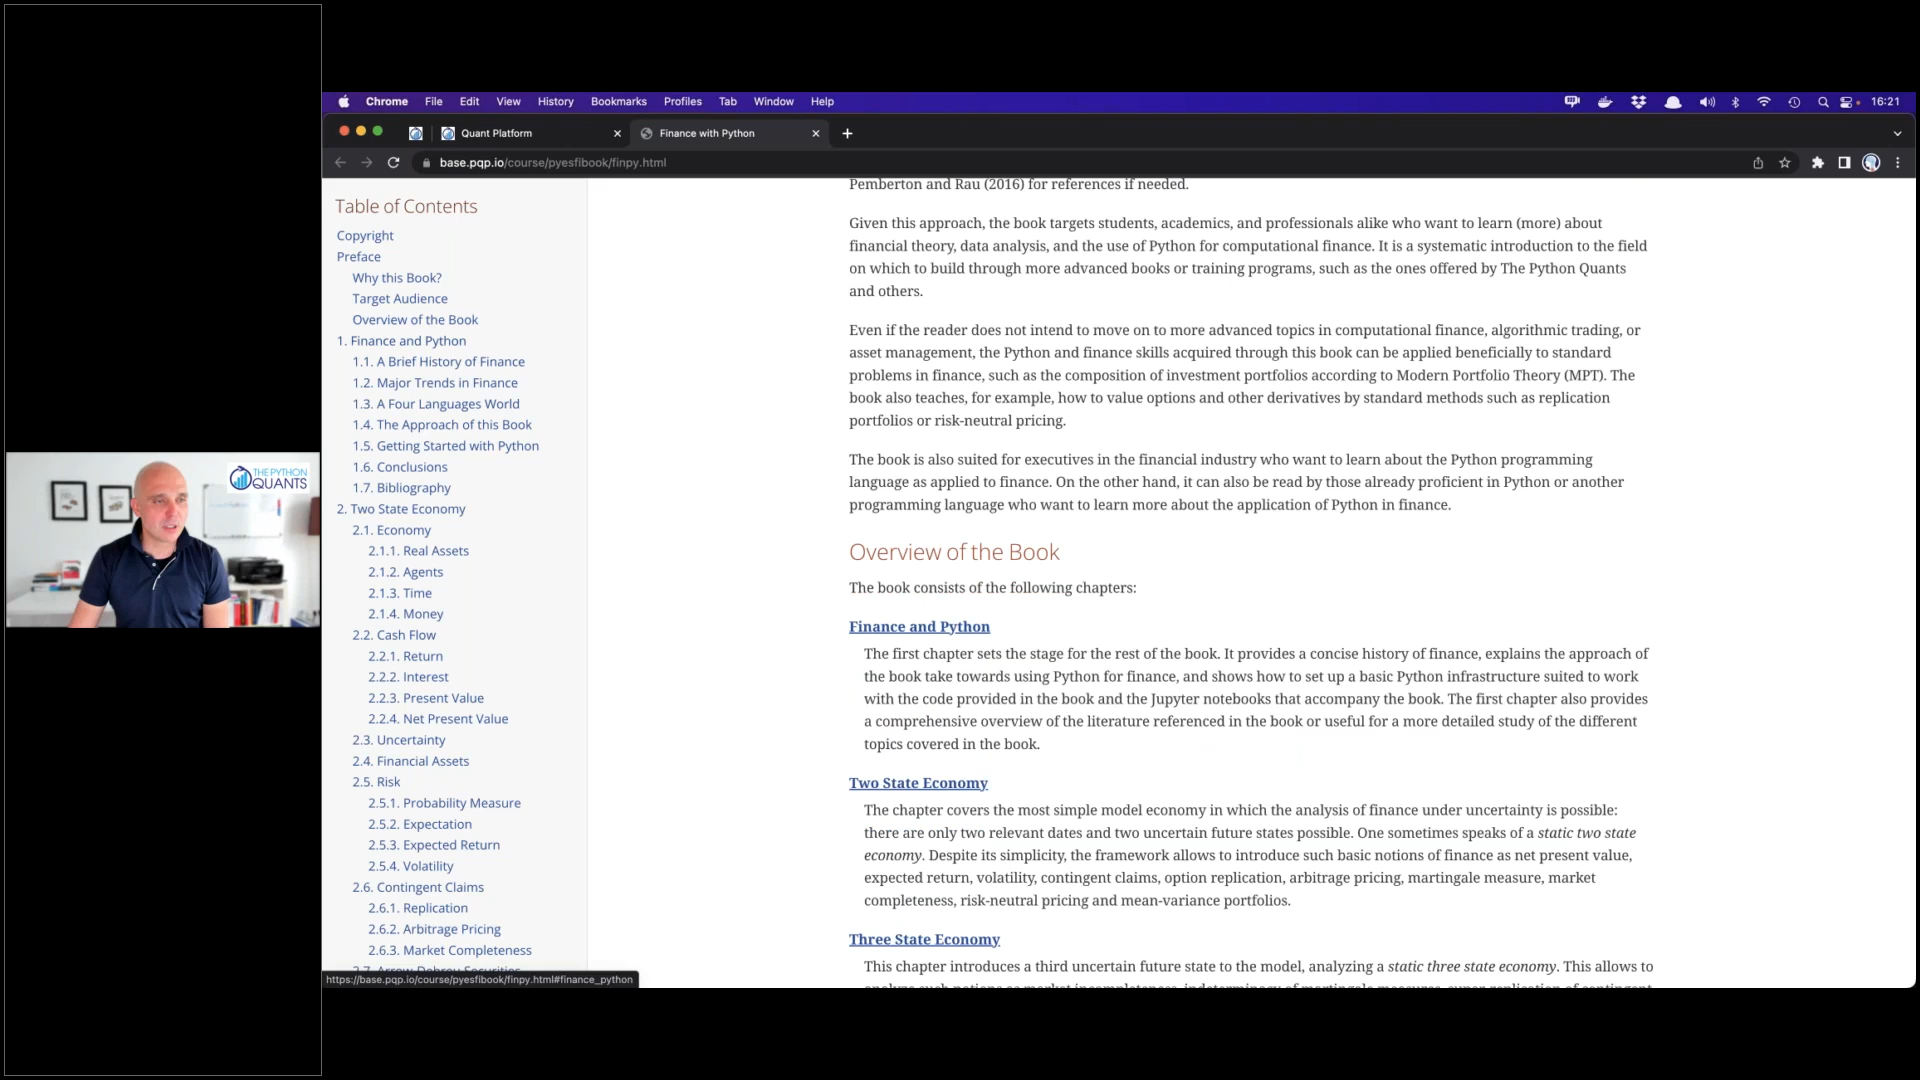 Chrome File Edit View History Bookmarks Profiles Tab Window Help 16:21
Quant Platform Finance with Python
base.pqp.io/course/pyesfibook/finpy.html
Table of Contents
Copyright
Preface
Why this Book?
Target Audience
Overview of the Book
1. Finance and Python
1.1. A Brief History of Finance
1.2. Major Trends in Finance
1.3. A Four Languages World
1.4. The Approach of this Book
1.5. Getting Started with Python
1.6. Conclusions
1.7. Bibliography
2. Two State Economy
2.1. Economy
2.1.1. Real Assets
2.1.2. Agents
2.1.3. Time
2.1.4. Money
2.2. Cash Flow
2.2.1. Return
2.2.2. Interest
2.2.3. Present Value
2.2.4. Net Present Value
2.3. Uncertainty
2.4. Financial Assets
2.5. Risk
2.5.1. Probability Measure
2.5.2. Expectation
2.5.3. Expected Return
2.5.4. Volatility
2.6. Contingent Claims
2.6.1. Replication
2.6.2. Arbitrage Pricing
2.6.3. Market Completeness
https://base.pqp.io/course/pyesfibook/finpy.html#finance_python
Pemberton and Rau (2016) for references if needed.
Given this approach, the book targets students, academics, and professionals alike who want to learn (more) about
financial theory, data analysis, and the use of Python for computational finance. It is a systematic introduction to the field
on which to build through more advanced books or training programs, such as the ones offered by The Python Quants
and others.
Even if the reader does not intend to move on to more advanced topics in computational finance, algorithmic trading, or
asset management, the Python and finance skills acquired through this book can be applied beneficially to standard
problems in finance, such as the composition of investment portfolios according to Modern Portfolio Theory (MPT). The
book also teaches, for example, how to value options and other derivatives by standard methods such as replication
portfolios or risk-neutral pricing.
The book is also suited for executives in the financial industry who want to learn about the Python programming
language as applied to finance. On the other hand, it can also be read by those already proficient in Python or another
programming language who want to learn more about the application of Python in finance.
Overview of the Book
The book consists of the following chapters:
Finance and Python
The first chapter sets the stage for the rest of the book. It provides a concise history of finance, explains the approach of
the book take towards using Python for finance, and shows how to set up a basic Python infrastructure suited to work
with the code provided in the book and the Jupyter notebooks that accompany the book. The first chapter also provides
a comprehensive overview of the literature referenced in the book or useful for a more detailed study of the different
topics covered in the book.
Two State Economy
The chapter covers the most simple model economy in which the analysis of finance under uncertainty is possible:
there are only two relevant dates and two uncertain future states possible. One sometimes speaks of a static two state
economy. Despite its simplicity, the framework allows to introduce such basic notions of finance as net present value,
expected return, volatility, contingent claims, option replication, arbitrage pricing, martingale measure, market
completeness, risk-neutral pricing and mean-variance portfolios.
Three State Economy
This chapter introduces a third uncertain future state to the model, analyzing a static three state economy. This allows to
THE PYTHON
QUANTS